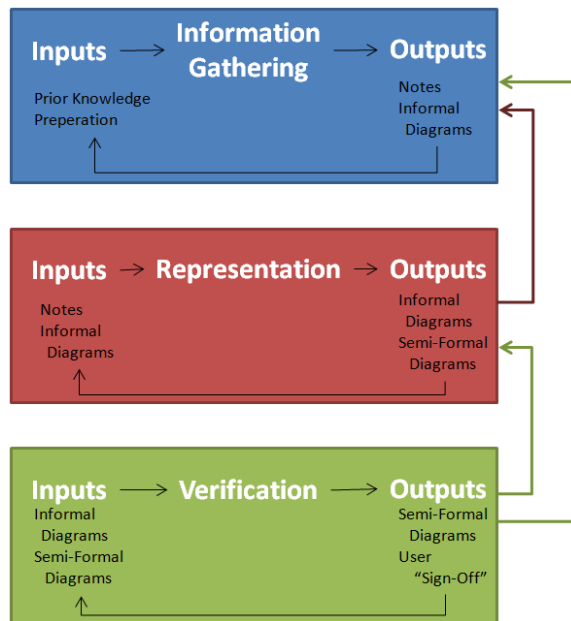 Inputs
Information
Gathering
Outputs
Prior Knowledge
Preperation
Notes
Informal
Diagrams
Inputs
Representation
Outputs
Notes
Informal
Diagrams
Informal
Diagrams
Semi-Formal
Diagrams
Inputs
Verification
Outputs
Informal
Diagrams
Semi-Formal
Diagrams
Semi-Formal
Diagrams
User
“Sign-Off”